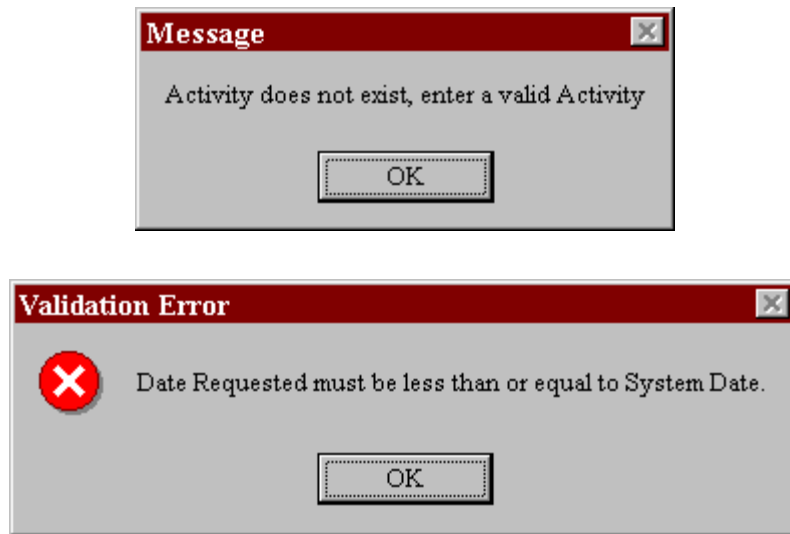 Message
Activity does not exist, enter a valid Activity
OK
Validation Error
Date Requested must be less than or equal to System Date.
OK